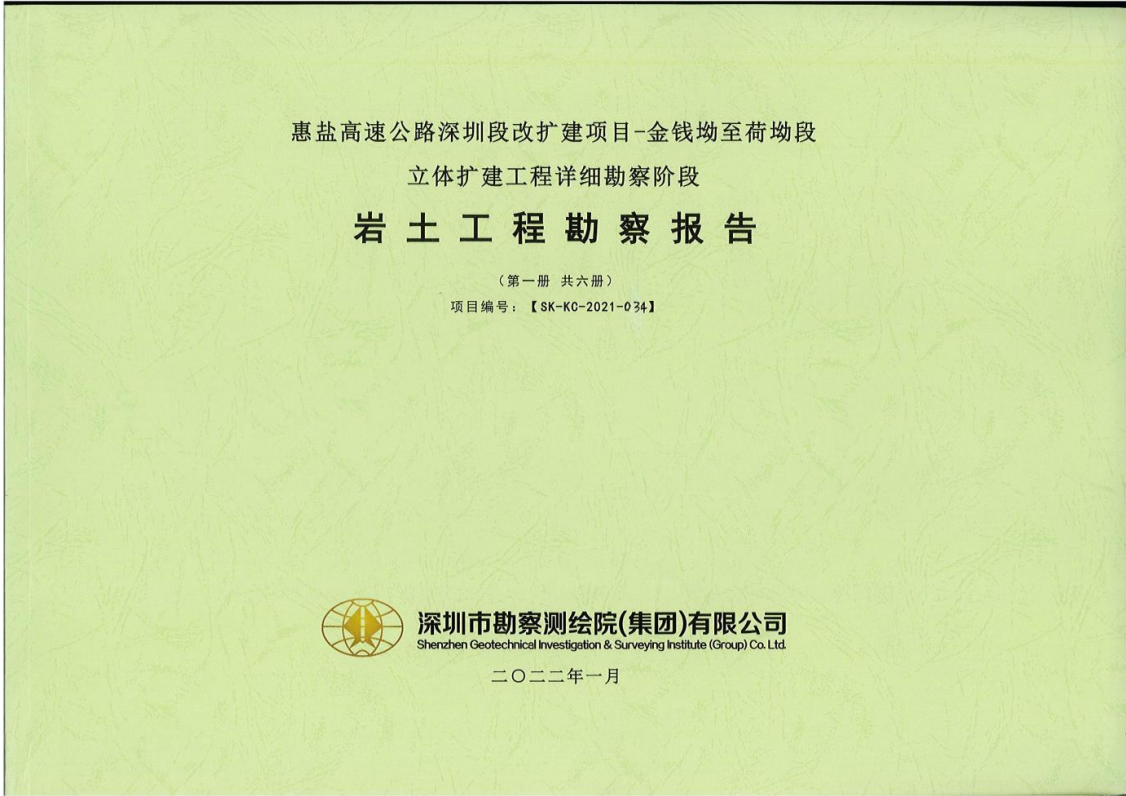 惠盐高速公路深圳段改扩建项目-金钱坳至荷坳段
立体扩建工程详细勘察阶段
岩土工程勘察报告
（第一册 共六册）
项目编号：【SK-KC-2021-034】
深圳市勘察测绘院(集团)有限公司
Shenzhen Geotechnical Investigation & Surveying Institute (Group) Co. Ltd.
二〇二二年一月